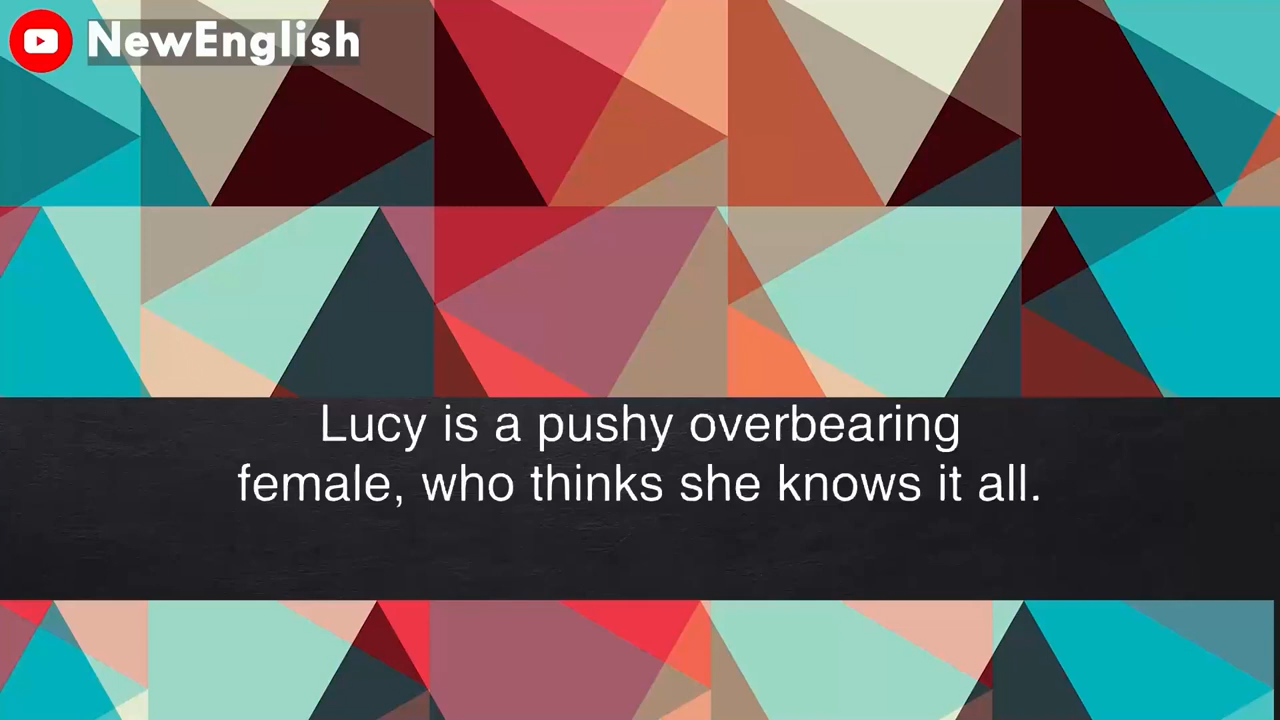 NewEnglish
Lucy is a pushy overbearing
female, who thinks she knows it all.